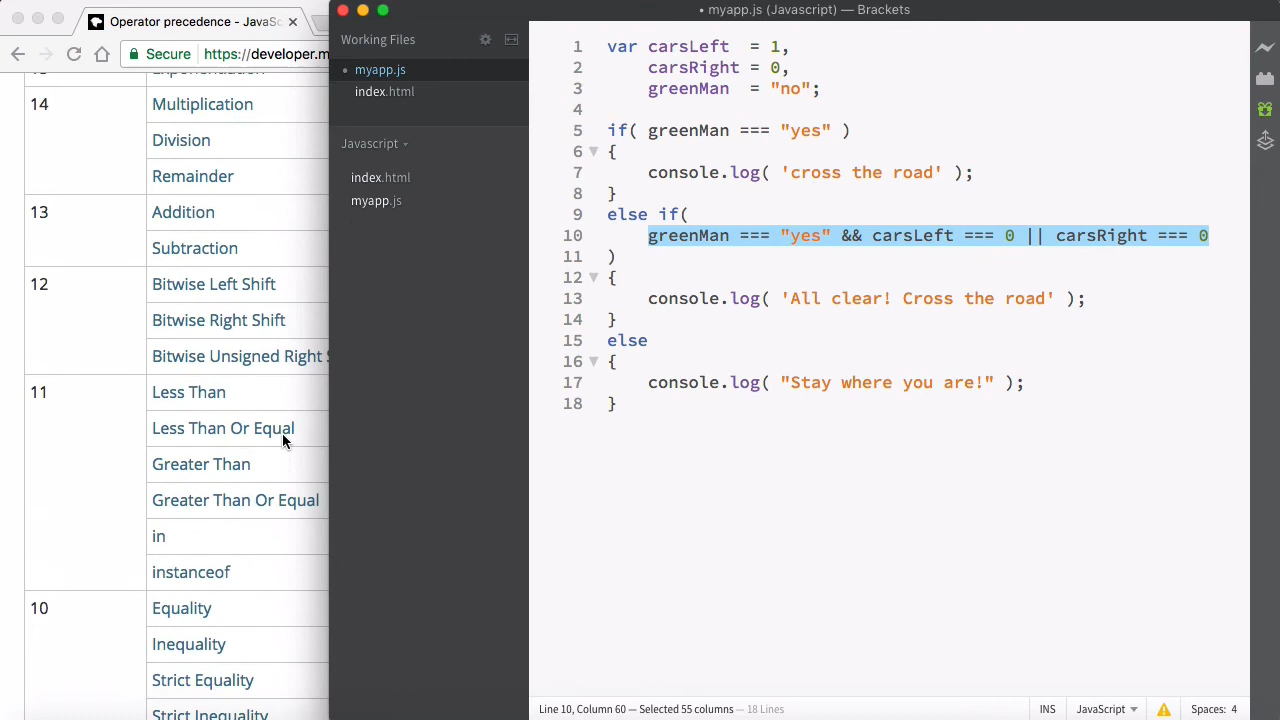 Operator precedence - JavaSc
Secure
https://developer.m
14
Multiplication
Division
Remainder
13
Addition
Subtraction
12
Bitwise Left Shift
Bitwise Right Shift
Bitwise Unsigned Right S
11
Less Than
Less Than Or Equal
Greater Than
Greater Than Or Equal
in
instanceof
10
Equality
Inequality
Strict Equality
Strict Inequality
• myapp.js (Javascript) — Brackets
Working Files
• myapp.js
index.html
Javascript
index.html
myapp.js
1 var carsLeft  = 1,
2     carsRight = 0,
3     greenMan  = "no";
4
5 if( greenMan === "yes" )
6 {
7     console.log( 'cross the road' );
8 }
9 else if(
10     greenMan === "yes" && carsLeft === 0 || carsRight === 0
11 )
12 {
13     console.log( 'All clear! Cross the road' );
14 }
15 else
16 {
17     console.log( "Stay where you are!" );
18 }
Line 10, Column 60 — Selected 55 columns — 18 Lines
INS
JavaScript
Spaces: 4